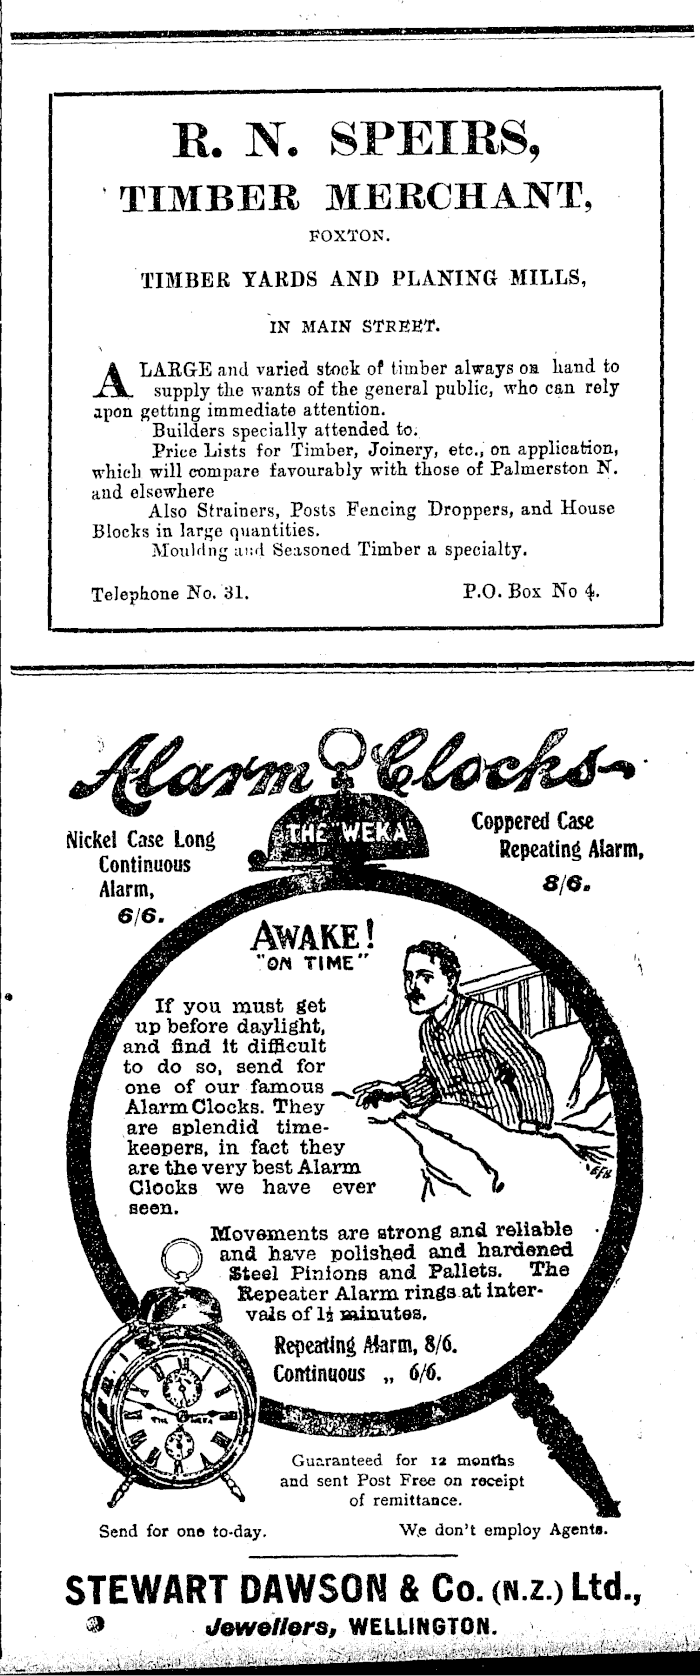 R. N. SPEIRS,
TIMBER MERCHANT,
FOXTON.
TIMBER YARDS AND PLANING MILLS,
IN MAIN STREET.
A LARGE and varied stock of timber always on hand to
supply the wants of the general public, who can rely
upon getting immediate attention.
Builders specially attended to.
Price Lists for Timber, Joinery, etc., on application,
which will compare favourably with those of Palmerston N.
and elsewhere
Also Strainers, Posts Fencing Droppers, and House
Blocks in large quantities.
Mouldng and Seasoned Timber a specialty.
Telephone No. 31. P.O. Box No 4.
Alarm Clocks
THE "WEKA"
Nickel Case Long
Continuous
Alarm,
6/6.
Coppered Case
Repeating Alarm,
8/6.
AWAKE!
"ON TIME"
If you must get
up before daylight,
and find it difficult
to do so, send for
one of our famous
Alarm Clocks. They
are splendid time-
keepers, in fact they
are the very best Alarm
Clocks we have ever
seen.
EFH
Movements are strong and reliable
and have polished and hardened
Steel Pinions and Pallets. The
Repeater Alarm rings at inter-
vals of 1½ minutes.
Repeating Alarm, 8/6.
Continuous „ 6/6.
THE WEKA
Guaranteed for 12 months
and sent Post Free on receipt
of remittance.
Send for one to-day. We don't employ Agents.
STEWART DAWSON & Co. (N.Z.) Ltd.,
Jewellers, WELLINGTON.